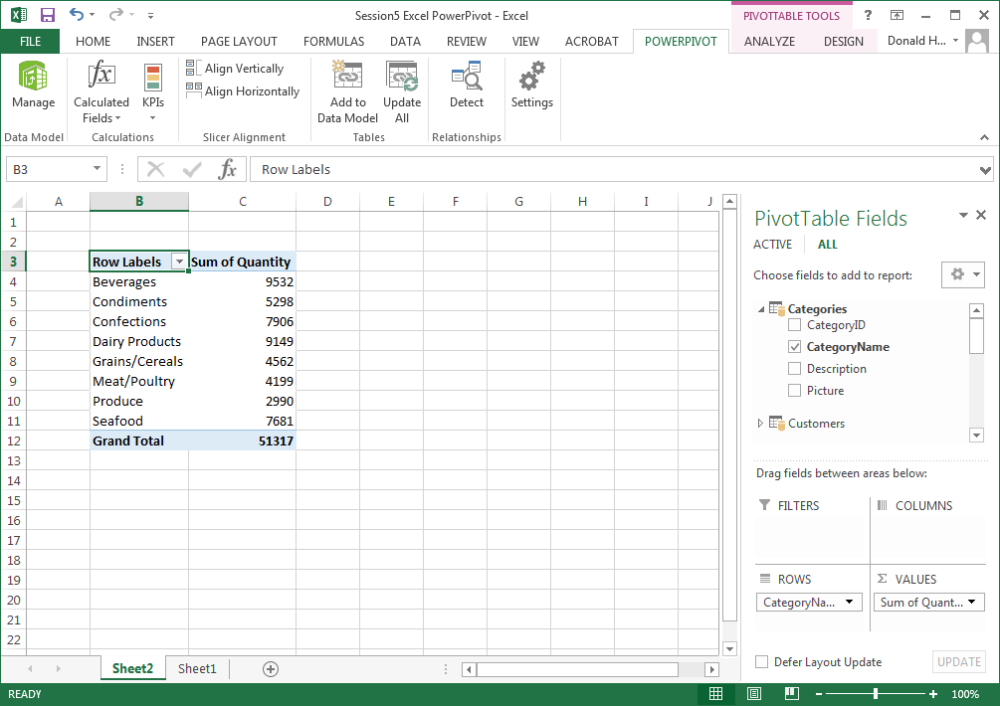 Session5 Excel PowerPivot - Excel
PIVOTTABLE TOOLS
?
FILE HOME INSERT PAGE LAYOUT FORMULAS DATA REVIEW VIEW ACROBAT POWERPIVOT ANALYZE DESIGN Donald H...
Manage
Data Model
Calculated Fields
KPIs
Calculations
Align Vertically
Align Horizontally
Slicer Alignment
Add to Data Model
Update All
Tables
Detect
Relationships
Settings
B3 fx Row Labels
A B C D E F G H I J
1
2
3 Row Labels Sum of Quantity
4 Beverages 9532
5 Condiments 5298
6 Confections 7906
7 Dairy Products 9149
8 Grains/Cereals 4562
9 Meat/Poultry 4199
10 Produce 2990
11 Seafood 7681
12 Grand Total 51317
13
14
15
16
17
18
19
20
21
22
PivotTable Fields
ACTIVE ALL
Choose fields to add to report:
Categories
CategoryID
CategoryName
Description
Picture
Customers
Drag fields between areas below:
FILTERS COLUMNS
ROWS Σ VALUES
CategoryNa... Sum of Quant...
Defer Layout Update UPDATE
Sheet2 Sheet1
READY 100%